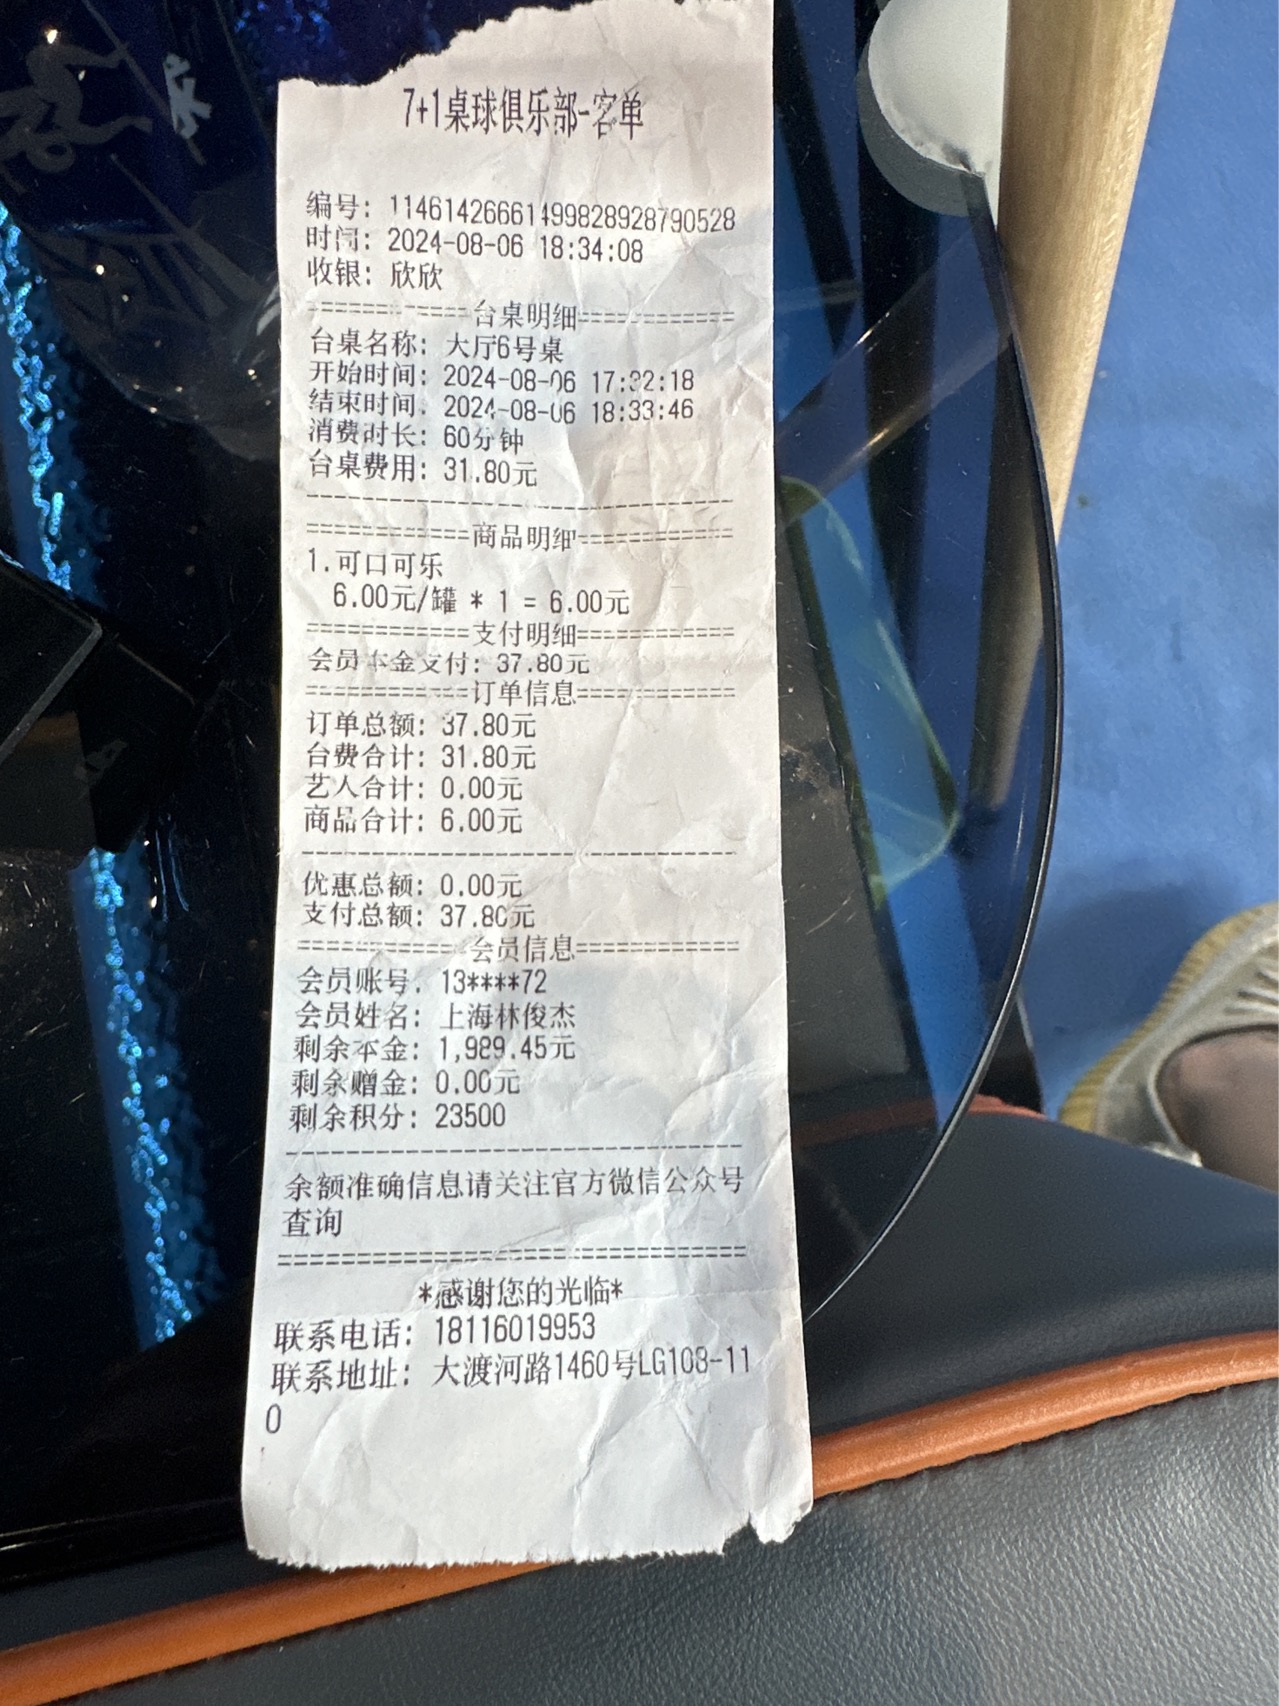 7+1桌球俱乐部-客单
编号: 1146142666149982892879​0528
时间: 2024-08-06 18:34:08
收银: 欣欣
============台桌明细============
台桌名称: 大厅6号桌
开始时间: 2024-08-06 17:32:18
结束时间: 2024-08-06 18:33:46
消费时长: 60分钟
台桌费用: 31.80元
============商品明细============
1.可口可乐
6.00元/罐 * 1 = 6.00元
============支付明细============
会员本金支付: 37.80元
============订单信息============
订单总额: 37.80元
台费合计: 31.80元
艺人合计: 0.00元
商品合计: 6.00元
优惠总额: 0.00元
支付总额: 37.80元
============会员信息============
会员账号: 13****72
会员姓名: 上海林俊杰
剩余本金: 1,989.45元
剩余赠金: 0.00元
剩余积分: 23500
余额准确信息请关注官方微信公众号
查询
*感谢您的光临*
联系电话: 18116019953
联系地址: 大渡河路1460号LG108-11
0